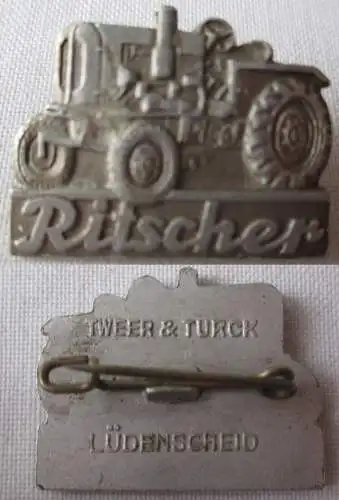 Ritscher
TWEER & TURCK
LÜDENSCHEID